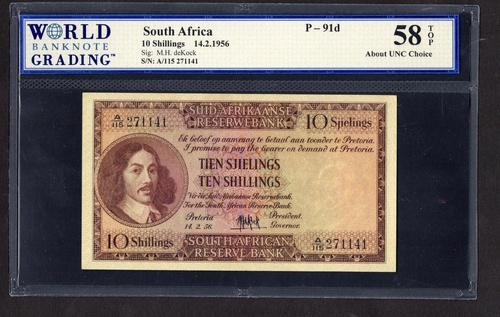 WORLD
BANKNOTE
GRADING™
South Africa
10 Shillings 14.2.1956
Sig: M.H. deKock
S/N: A/115 271141
P - 91d
58 TOP
About UNC Choice
SUID-AFRIKAANSE
RESERWEBANK
A/115 271141
10 Sjielings
Ek beloof op aanvraag te betaal aan toonder te Pretoria.
I promise to pay the bearer on demand at Pretoria.
TIEN SJIELINGS
TEN SHILLINGS
Vir die Suid-Afrikaanse Reserwebank.
For the South African Reserve Bank.
Pretoria
14. 2. 56.
President.
Governor.
10 Shillings
SOUTH AFRICAN
RESERVE BANK
A/115 271141